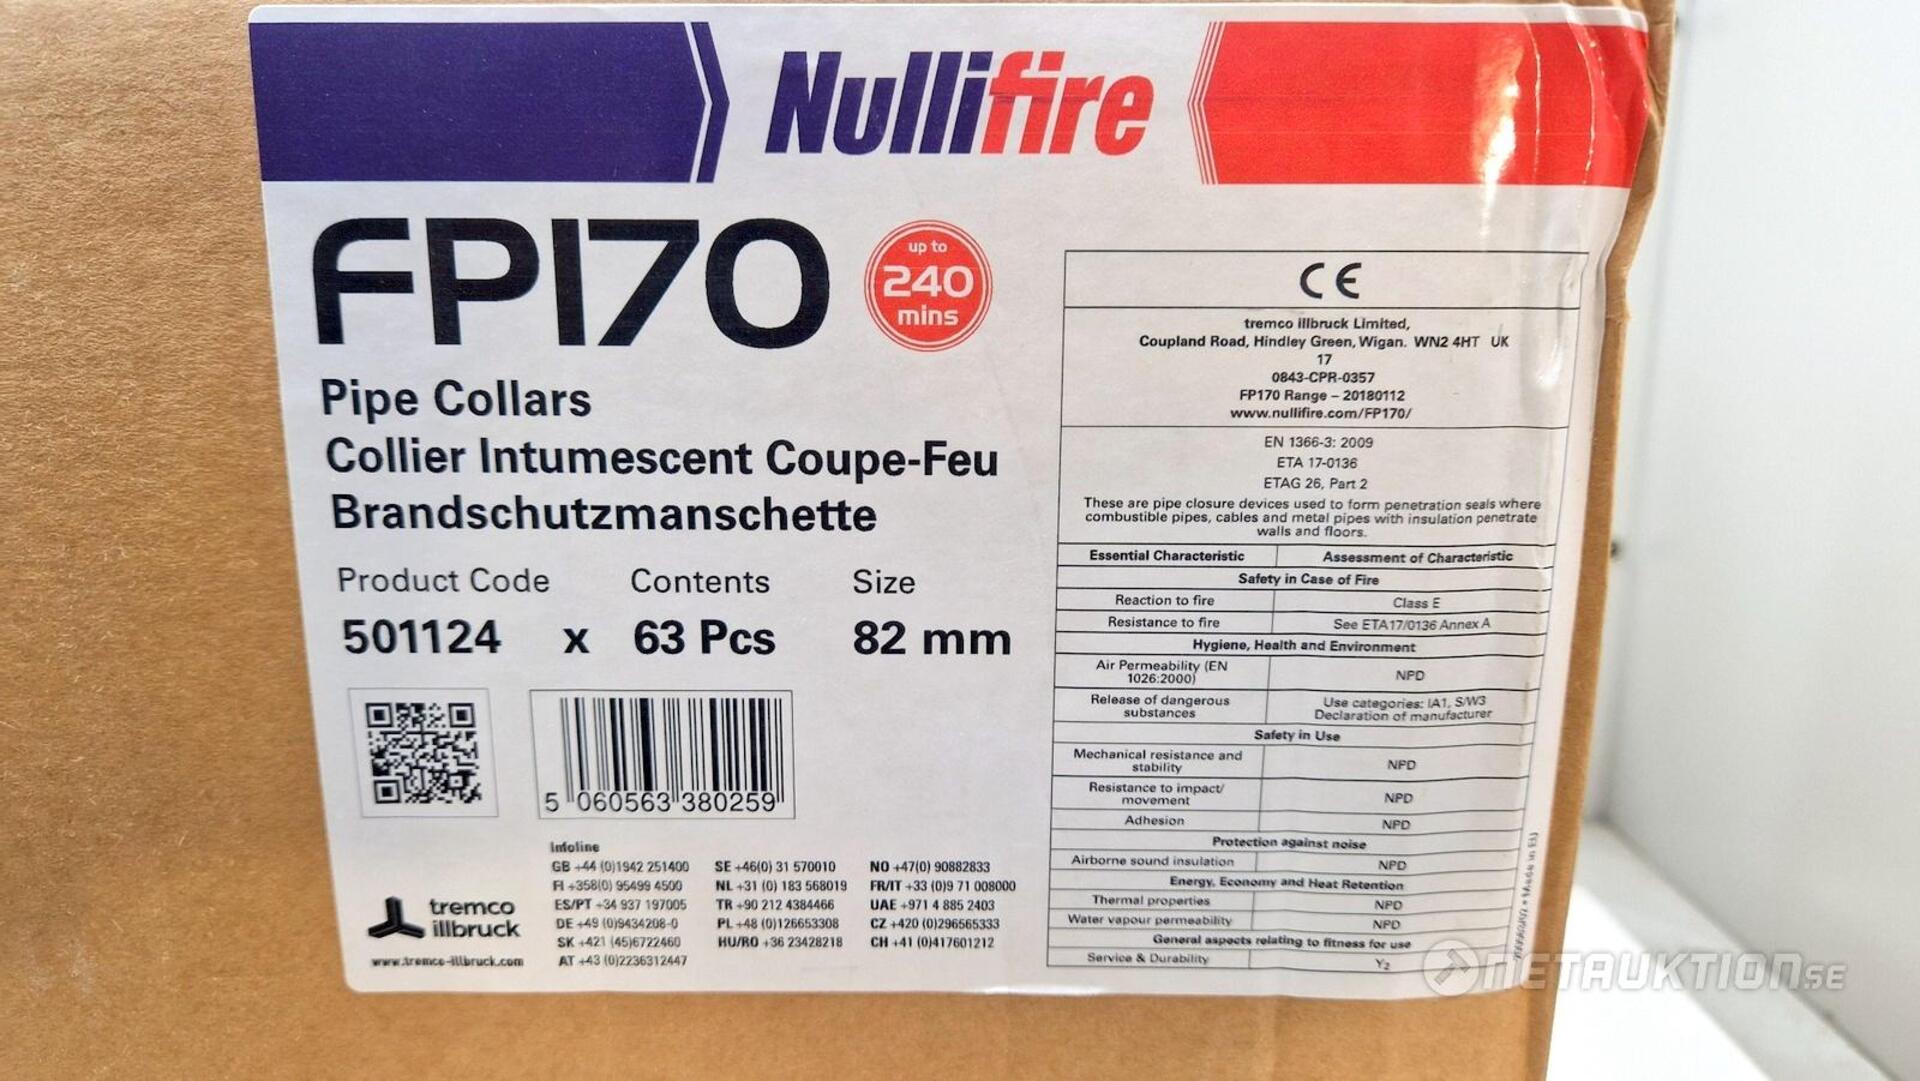 Nullifire
FP170
up to
240
mins
Pipe Collars
Collier Intumescent Coupe-Feu
Brandschutzmanschette
Product Code Contents Size
501124 x 63 Pcs 82 mm
5 060563 380259
Infoline
GB +44 (0)1942 251400 SE +46(0) 31 570010 NO +47(0) 90882833
FI +358(0) 95499 4500 NL +31 (0) 183 568019 FR/IT +33 (0)9 71 008000
ES/PT +34 937 197005 TR +90 212 4384466 UAE +971 4 885 2403
DE +49 (0)9434208-0 PL +48 (0)126653308 CZ +420 (0)296565333
SK +421 (45)6722460 HU/RO +36 23428218 CH +41 (0)417601212
AT +43 (0)2236312447
tremco
illbruck
www.tremco-illbruck.com
CE
tremco illbruck Limited,
Coupland Road, Hindley Green, Wigan. WN2 4HT UK
17
0843-CPR-0357
FP170 Range – 20180112
www.nullifire.com/FP170/
EN 1366-3: 2009
ETA 17-0136
ETAG 26, Part 2
These are pipe closure devices used to form penetration seals where
combustible pipes, cables and metal pipes with insulation penetrate
walls and floors.
Essential Characteristic Assessment of Characteristic
Safety in Case of Fire
Reaction to fire Class E
Resistance to fire See ETA17/0136 Annex A
Hygiene, Health and Environment
Air Permeability (EN
1026:2000) NPD
Release of dangerous
substances Use categories: IA1, S/W3
Declaration of manufacturer
Safety in Use
Mechanical resistance and
stability NPD
Resistance to impact/
movement NPD
Adhesion NPD
Protection against noise
Airborne sound insulation NPD
Energy, Economy and Heat Retention
Thermal properties NPD
Water vapour permeability NPD
General aspects relating to fitness for use
Service & Durability Y2
• Made in EU
NETAUKTION.SE